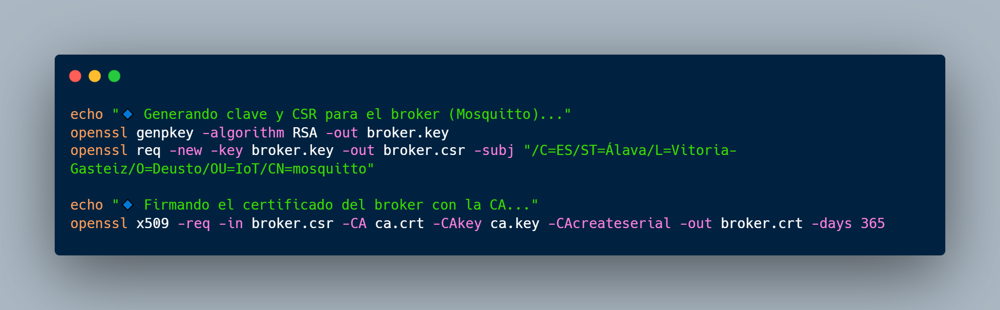 echo "🔷 Generando clave y CSR para el broker (Mosquitto)..."
openssl genpkey -algorithm RSA -out broker.key
openssl req -new -key broker.key -out broker.csr -subj "/C=ES/ST=Álava/L=Vitoria-
Gasteiz/O=Deusto/OU=IoT/CN=mosquitto"
echo "🔷 Firmando el certificado del broker con la CA..."
openssl x509 -req -in broker.csr -CA ca.crt -CAkey ca.key -CAcreateserial -out broker.crt -days 365